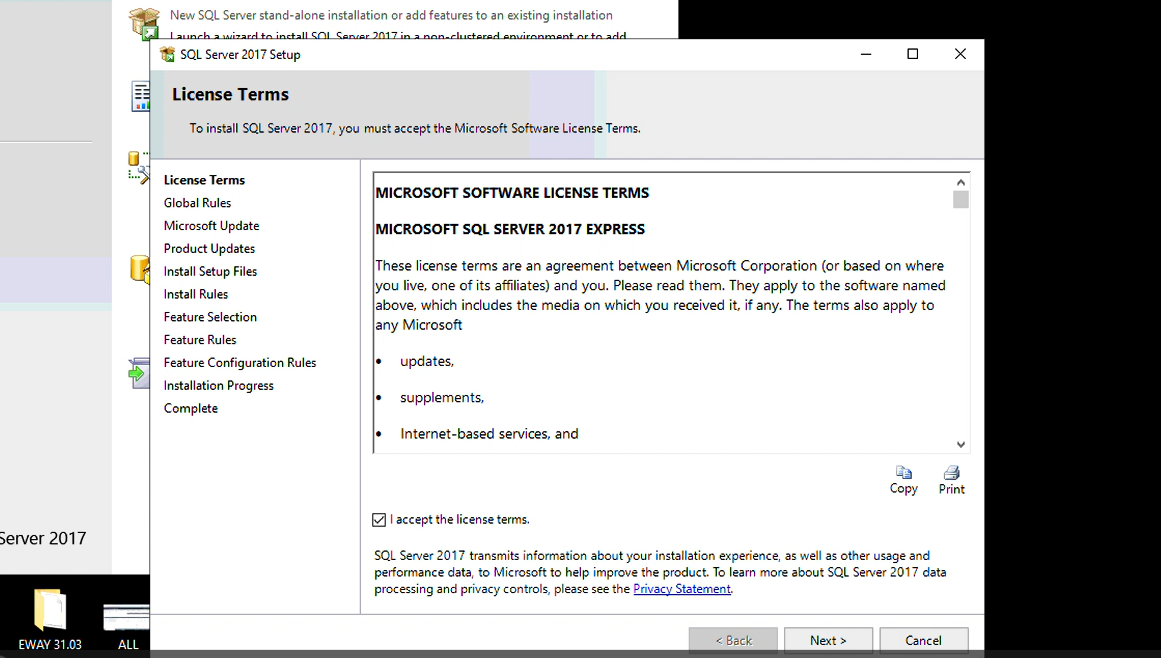 New SQL Server stand-alone installation or add features to an existing installation
Launch a wizard to install SQL Server 2017 in a non-clustered environment or to add
SQL Server 2017 Setup
License Terms
To install SQL Server 2017, you must accept the Microsoft Software License Terms.
License Terms
Global Rules
Microsoft Update
Product Updates
Install Setup Files
Install Rules
Feature Selection
Feature Rules
Feature Configuration Rules
Installation Progress
Complete
MICROSOFT SOFTWARE LICENSE TERMS
MICROSOFT SQL SERVER 2017 EXPRESS
These license terms are an agreement between Microsoft Corporation (or based on where
you live, one of its affiliates) and you. Please read them. They apply to the software named
above, which includes the media on which you received it, if any. The terms also apply to
any Microsoft
• updates,
• supplements,
• Internet-based services, and
Copy
Print
I accept the license terms.
SQL Server 2017 transmits information about your installation experience, as well as other usage and
performance data, to Microsoft to help improve the product. To learn more about SQL Server 2017 data
processing and privacy controls, please see the Privacy Statement.
< Back
Next >
Cancel
Server 2017
EWAY 31.03
ALL